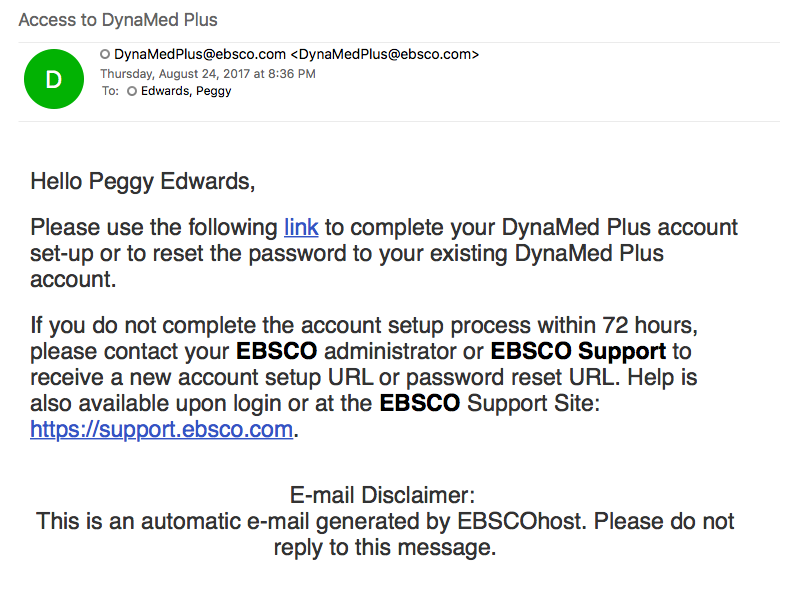 Access to DynaMed Plus
D
DynaMedPlus@ebsco.com <DynaMedPlus@ebsco.com>
Thursday, August 24, 2017 at 8:36 PM
To: Edwards, Peggy
Hello Peggy Edwards,
Please use the following link to complete your DynaMed Plus account
set-up or to reset the password to your existing DynaMed Plus
account.
If you do not complete the account setup process within 72 hours,
please contact your EBSCO administrator or EBSCO Support to
receive a new account setup URL or password reset URL. Help is
also available upon login or at the EBSCO Support Site:
https://support.ebsco.com.
E-mail Disclaimer:
This is an automatic e-mail generated by EBSCOhost. Please do not
reply to this message.